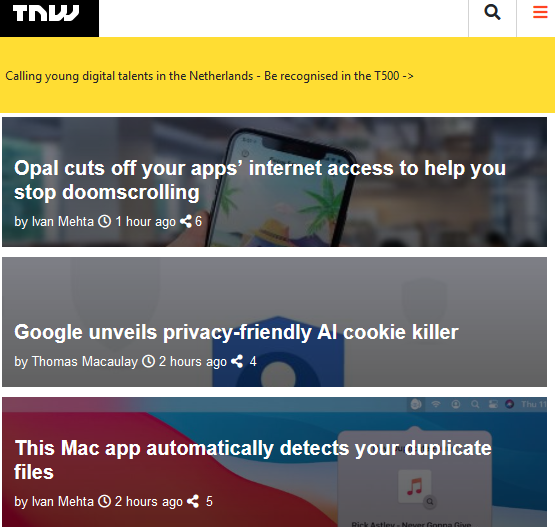 TNW
Calling young digital talents in the Netherlands - Be recognised in the T500 ->
Opal cuts off your apps’ internet access to help you
stop doomscrolling
by Ivan Mehta 1 hour ago 6
Google unveils privacy-friendly AI cookie killer
by Thomas Macaulay 2 hours ago 4
Thu 11
This Mac app automatically detects your duplicate
files
by Ivan Mehta 2 hours ago 5
Rick Astley - Never Gonna Give